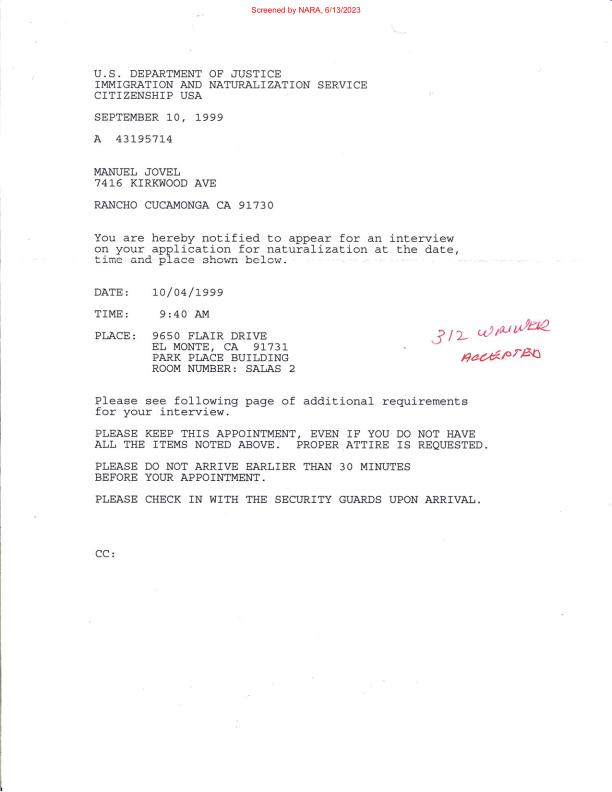 Screened by NARA, 6/13/2023
U.S. DEPARTMENT OF JUSTICE
IMMIGRATION AND NATURALIZATION SERVICE
CITIZENSHIP USA
SEPTEMBER 10, 1999
A 43195714
MANUEL JOVEL
7416 KIRKWOOD AVE
RANCHO CUCAMONGA CA 91730
You are hereby notified to appear for an interview
on your application for naturalization at the date,
time and place shown below.
DATE: 10/04/1999
TIME: 9:40 AM
PLACE: 9650 FLAIR DRIVE
EL MONTE, CA 91731
PARK PLACE BUILDING
ROOM NUMBER: SALAS 2
312 WAIVER
ACCEPTED
Please see following page of additional requirements
for your interview.
PLEASE KEEP THIS APPOINTMENT, EVEN IF YOU DO NOT HAVE
ALL THE ITEMS NOTED ABOVE. PROPER ATTIRE IS REQUESTED.
PLEASE DO NOT ARRIVE EARLIER THAN 30 MINUTES
BEFORE YOUR APPOINTMENT.
PLEASE CHECK IN WITH THE SECURITY GUARDS UPON ARRIVAL.
CC: